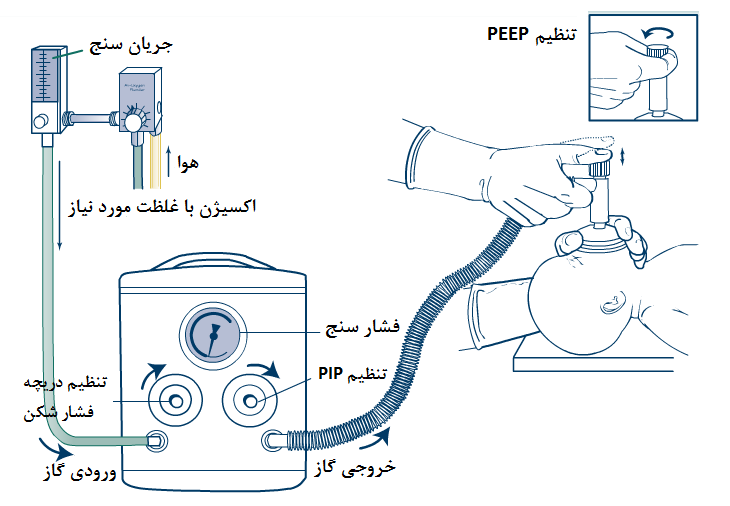 جریان سنج
تنظیم PEEP
هوا
اکسیژن با غلظت مورد نیاز
فشار سنج
تنظیم PIP
تنظیم دریچه
فشار شکن
ورودی گاز
خروجی گاز